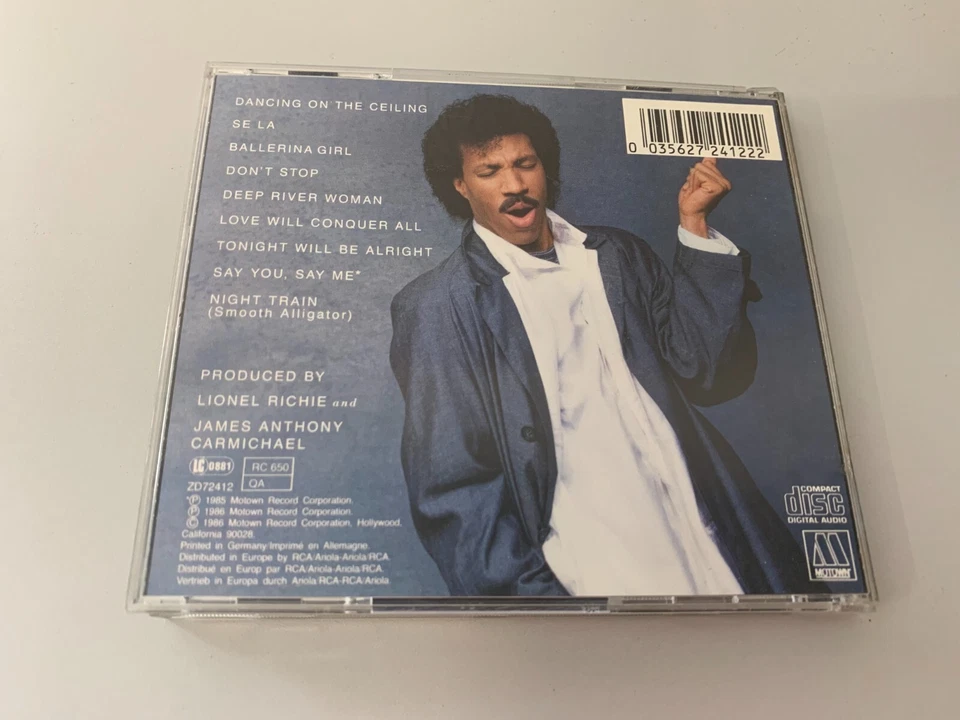 DANCING ON THE CEILING
SE LA
BALLERINA GIRL
DON'T STOP
DEEP RIVER WOMAN
LOVE WILL CONQUER ALL
TONIGHT WILL BE ALRIGHT
SAY YOU, SAY ME*
NIGHT TRAIN
(Smooth Alligator)
PRODUCED BY
LIONEL RICHIE and
JAMES ANTHONY
CARMICHAEL
LC 0881
RC 650
QA
ZD72412
*℗ 1985 Motown Record Corporation.
℗ 1986 Motown Record Corporation.
© 1986 Motown Record Corporation, Hollywood,
California 90028.
Printed in Germany/Imprimé en Allemagne.
Distributed in Europe by RCA/Ariola-Ariola/RCA.
Distribué en Europ par RCA/Ariola-Ariola/RCA.
Vertrieb in Europa durch Ariola/RCA-RCA/Ariola.
0 035627 241222
COMPACT
disc
DIGITAL AUDIO
M
MOTOWN